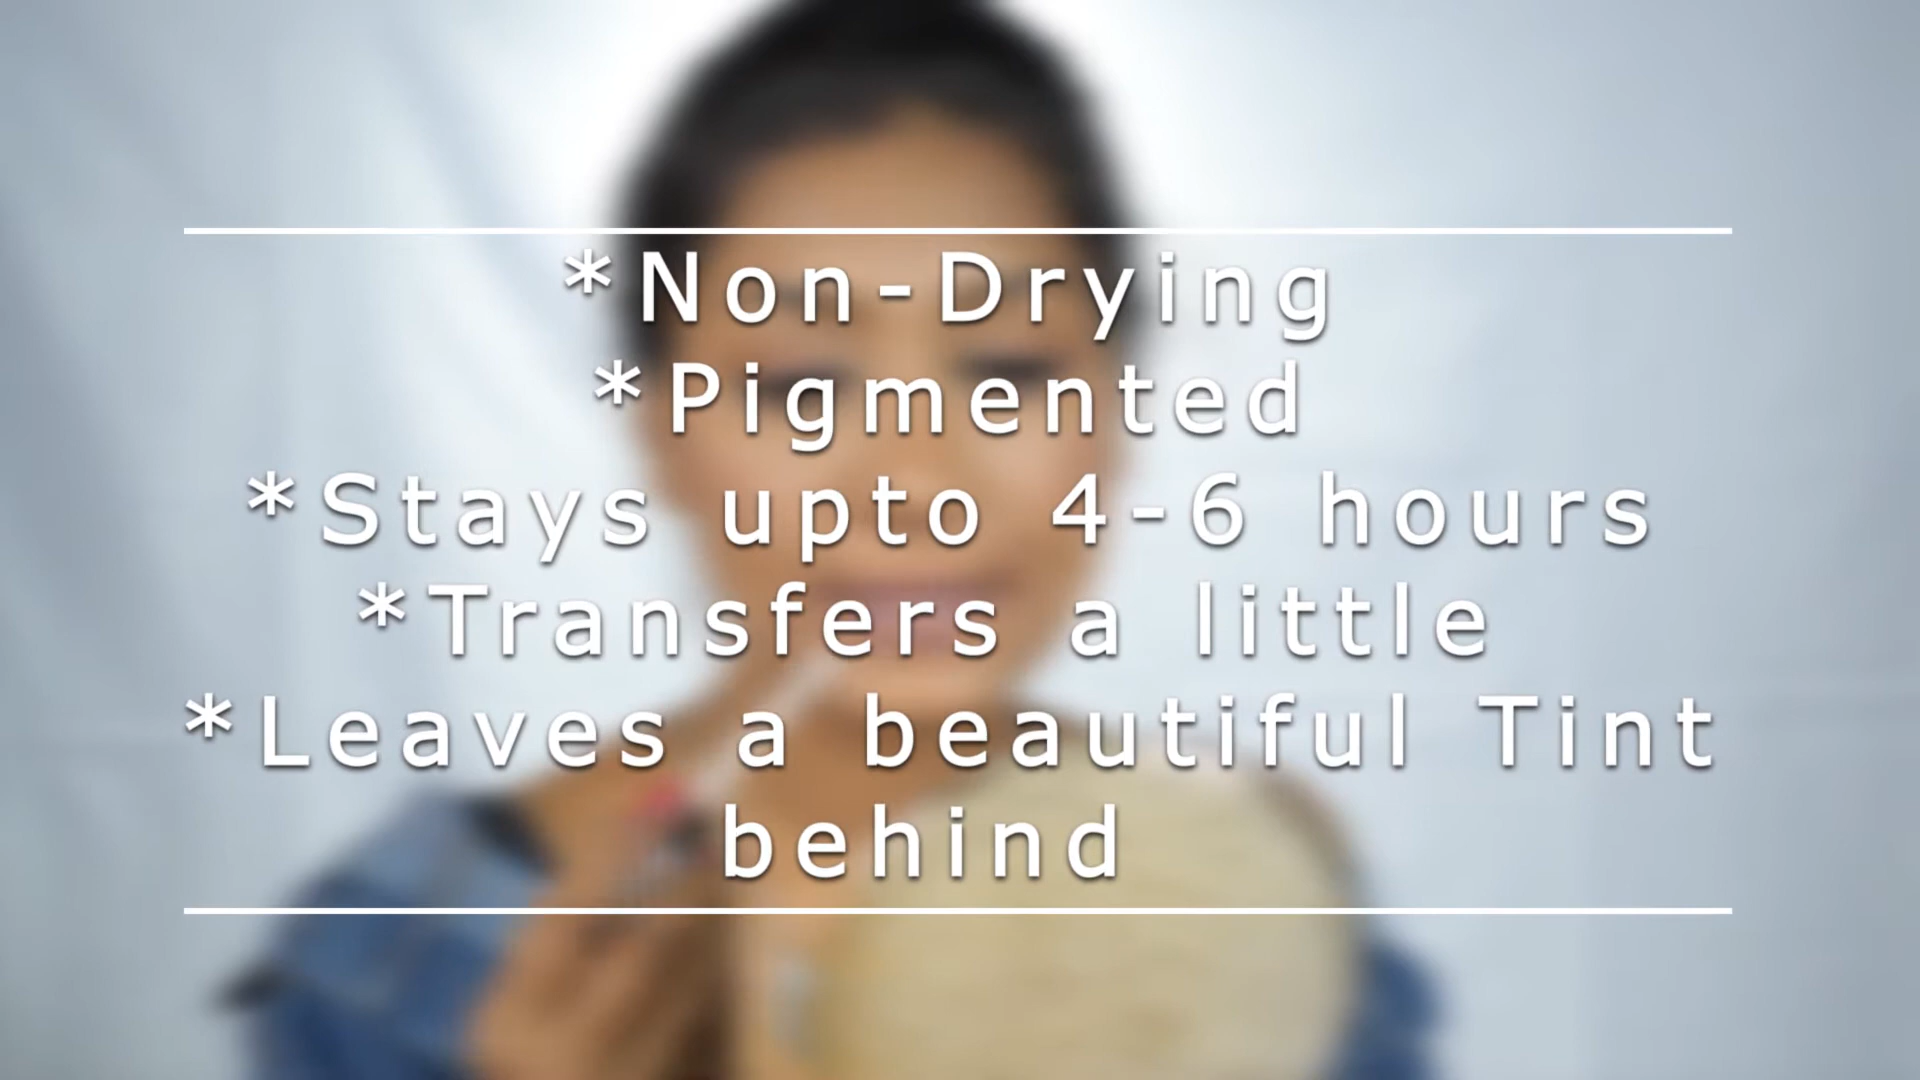 *Non-Drying
*Pigmented
*Stays upto 4-6 hours
*Transfers a little
*Leaves a beautiful Tint
behind